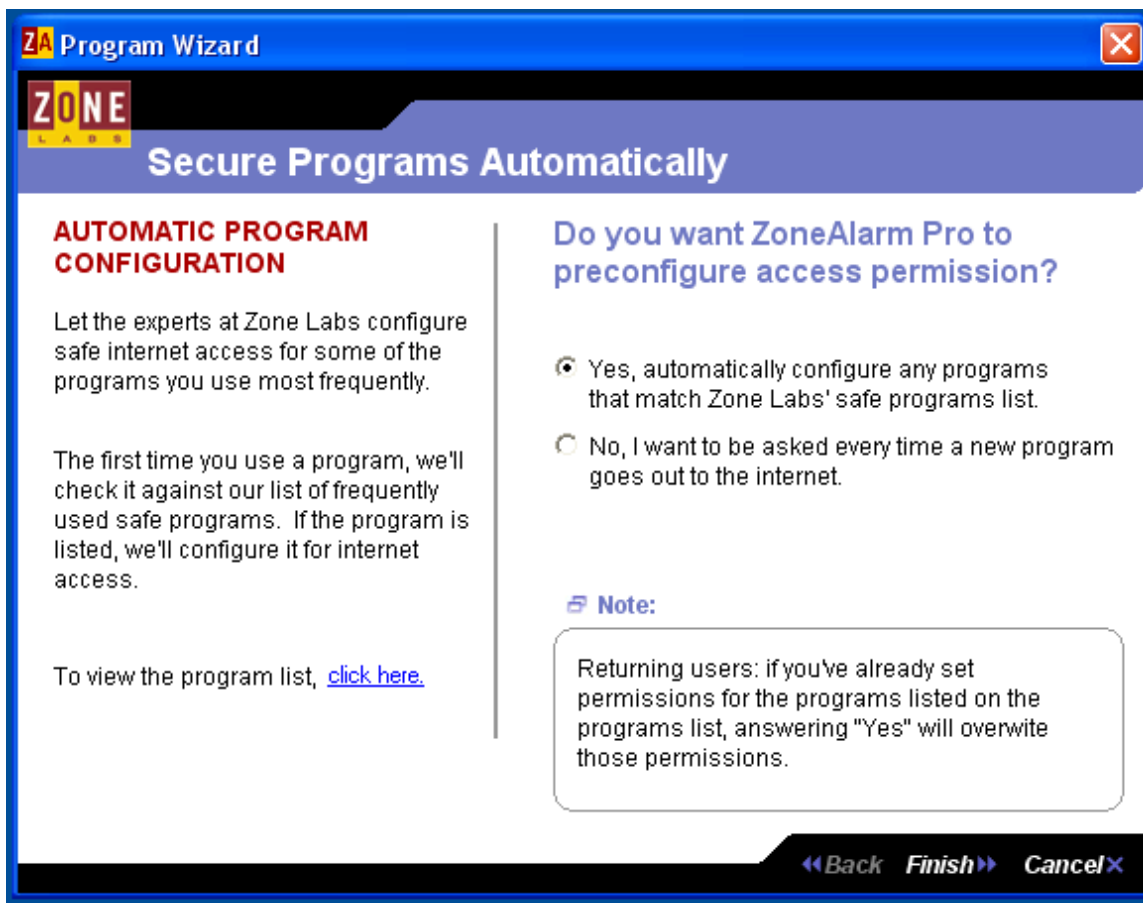 ZA Program Wizard
ZONE
LABS
Secure Programs Automatically
AUTOMATIC PROGRAM
CONFIGURATION
Let the experts at Zone Labs configure
safe internet access for some of the
programs you use most frequently.
The first time you use a program, we'll
check it against our list of frequently
used safe programs. If the program is
listed, we'll configure it for internet
access.
To view the program list, click here.
Do you want ZoneAlarm Pro to
preconfigure access permission?
Yes, automatically configure any programs
that match Zone Labs' safe programs list.
No, I want to be asked every time a new program
goes out to the internet.
Note:
Returning users: if you've already set
permissions for the programs listed on the
programs list, answering "Yes" will overwite
those permissions.
Back Finish Cancel